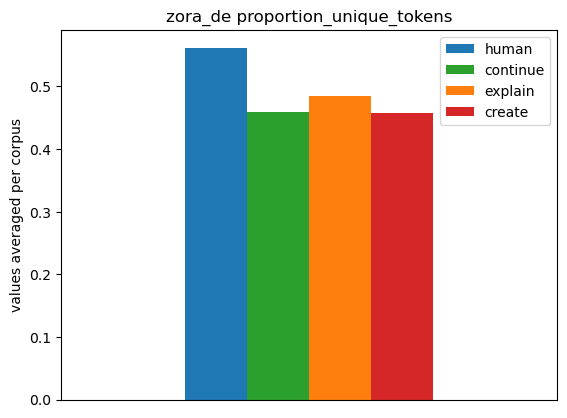 zora_de proportion_unique_tokens
human
continue
explain
create
values averaged per corpus
0.5
0.4
0.3
0.2
0.1
0.0